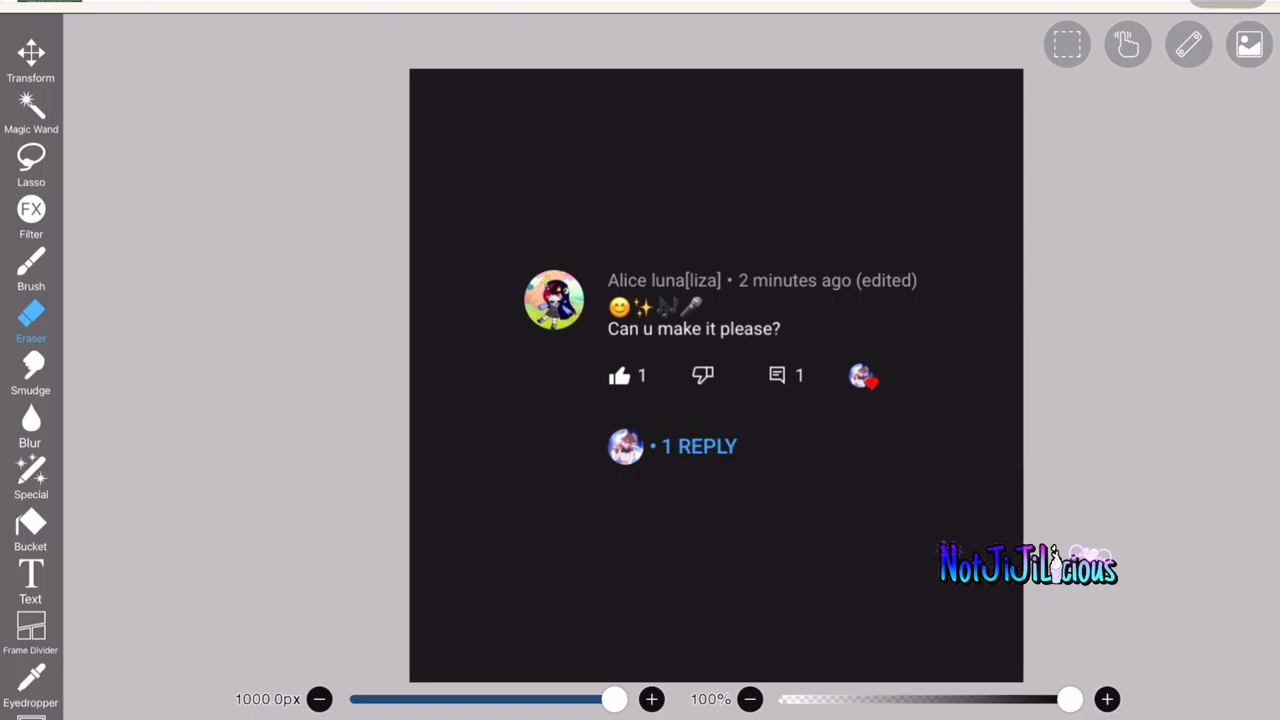 Transform
Magic Wand
Lasso
FX
Filter
Brush
Eraser
Smudge
Blur
Special
Bucket
T
Text
Frame Divider
Eyedropper
Alice luna[liza] • 2 minutes ago (edited)
😊✨🎶🎤
Can u make it please?
1 1
• 1 REPLY
NotJiJiLicious
1000.0px − + 100% − +